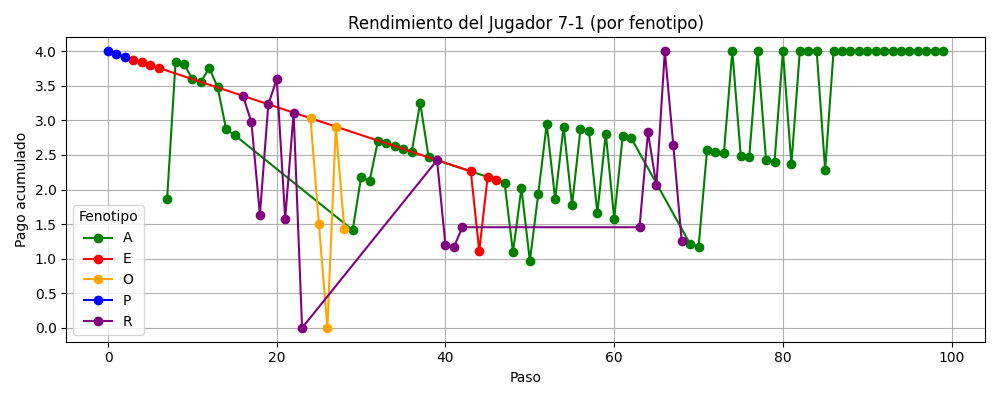 Rendimiento del Jugador 7-1 (por fenotipo)
Pago acumulado
4.0
3.5
3.0
2.5
2.0
1.5
1.0
0.5
0.0
Fenotipo
A
E
O
P
R
0 20 40 60 80 100
Paso